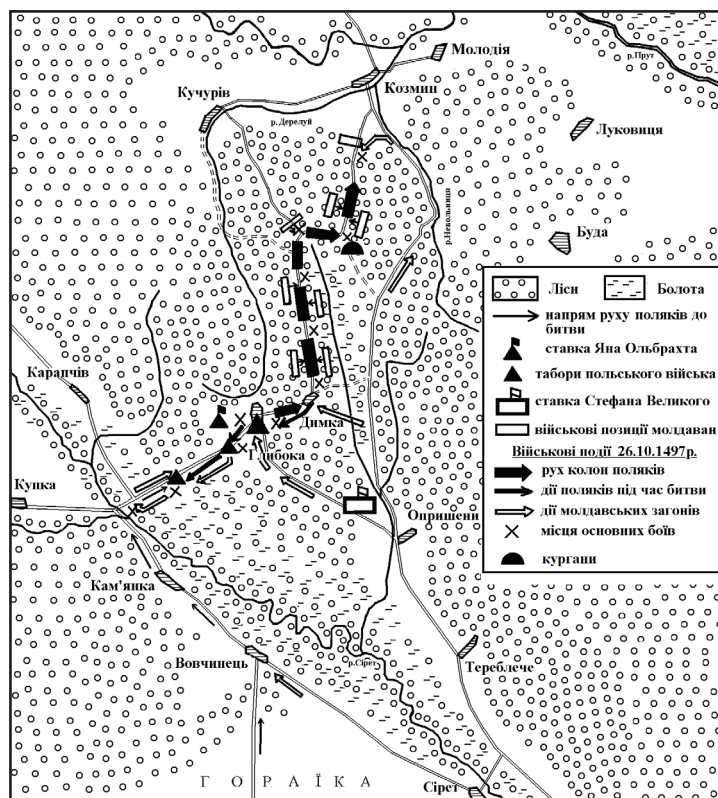 Молодія
р.Прут
Козмин
Кучурів
р.Дерелуй
Луковиця
р.Невольниця
Буда
Ліси
Болота
напрям руху поляків до
битви
ставка Яна Ольбрахта
табори польського війська
ставка Стефана Великого
військові позиції молдаван
Військові події 26.10.1497р.
рух колон поляків
дії поляків під час битви
дії молдавських загонів
місця основних боїв
кургани
Карапчів
Димка
Глибока
Купка
Опришени
Кам'янка
Вовчинець
р.Сірет
Тереблече
ГОРАЇКА
Сірет